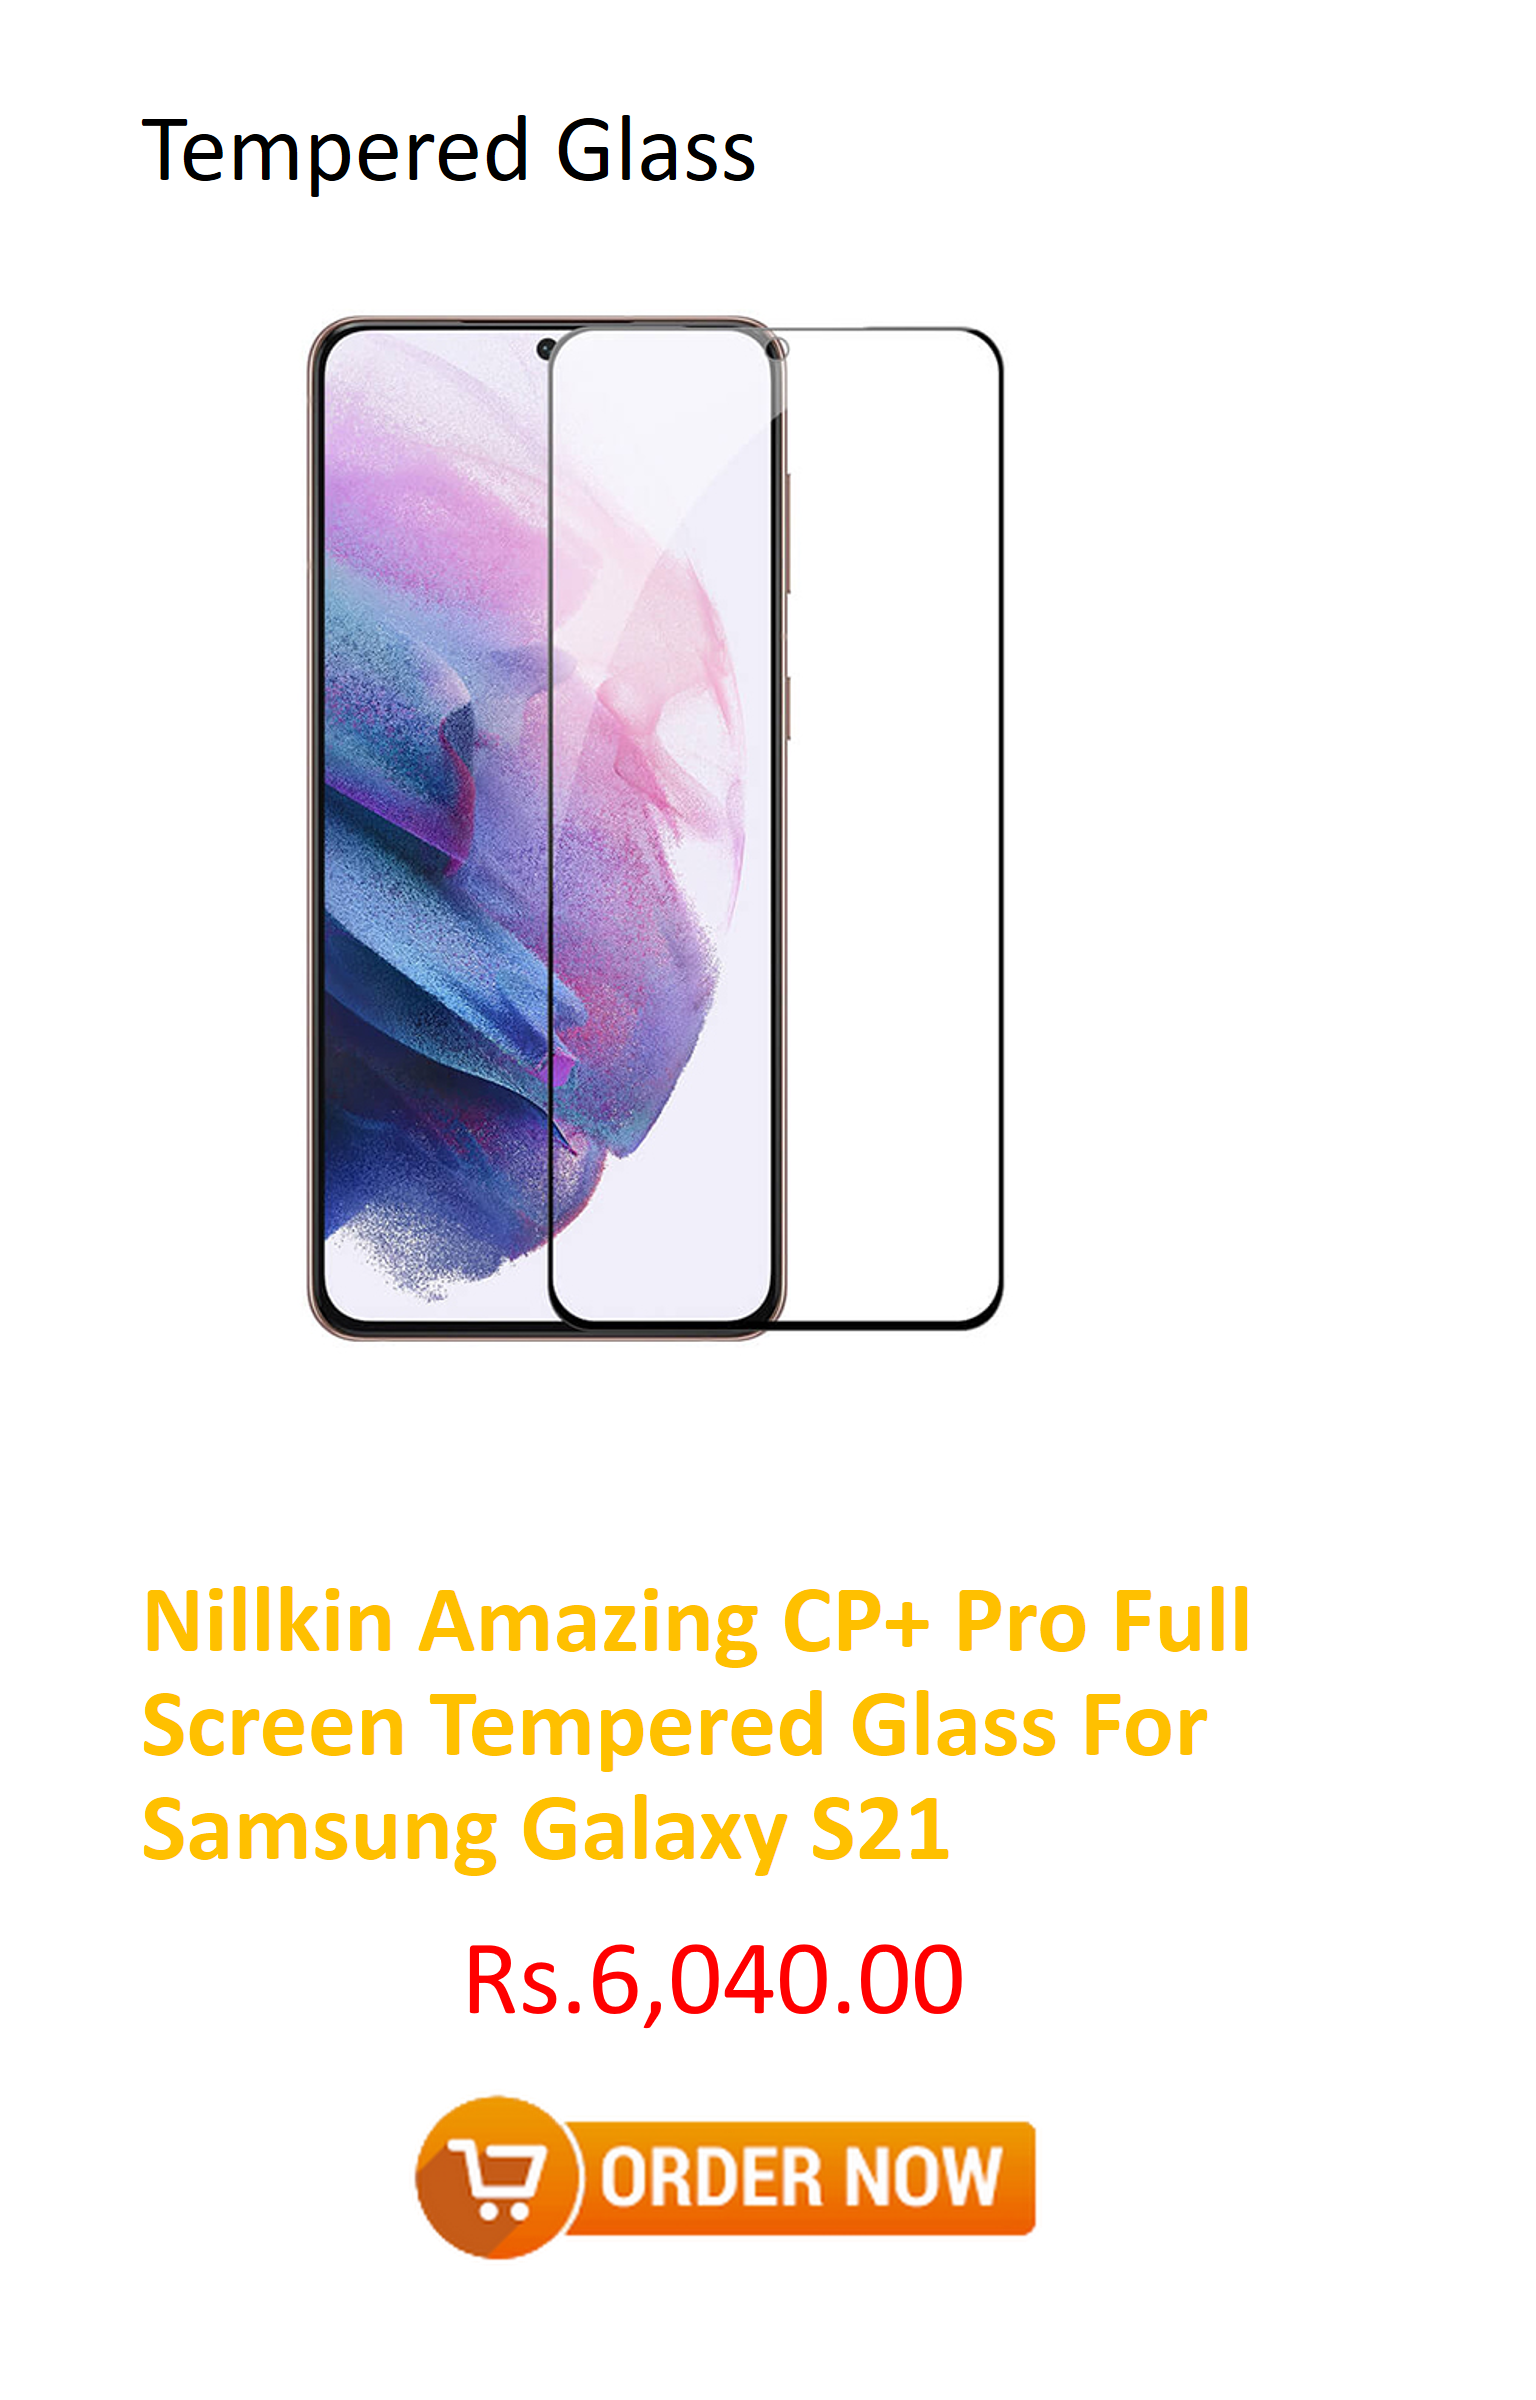 Tempered Glass
Nillkin Amazing CP+ Pro Full
Screen Tempered Glass For
Samsung Galaxy S21
Rs.6,040.00
ORDER NOW